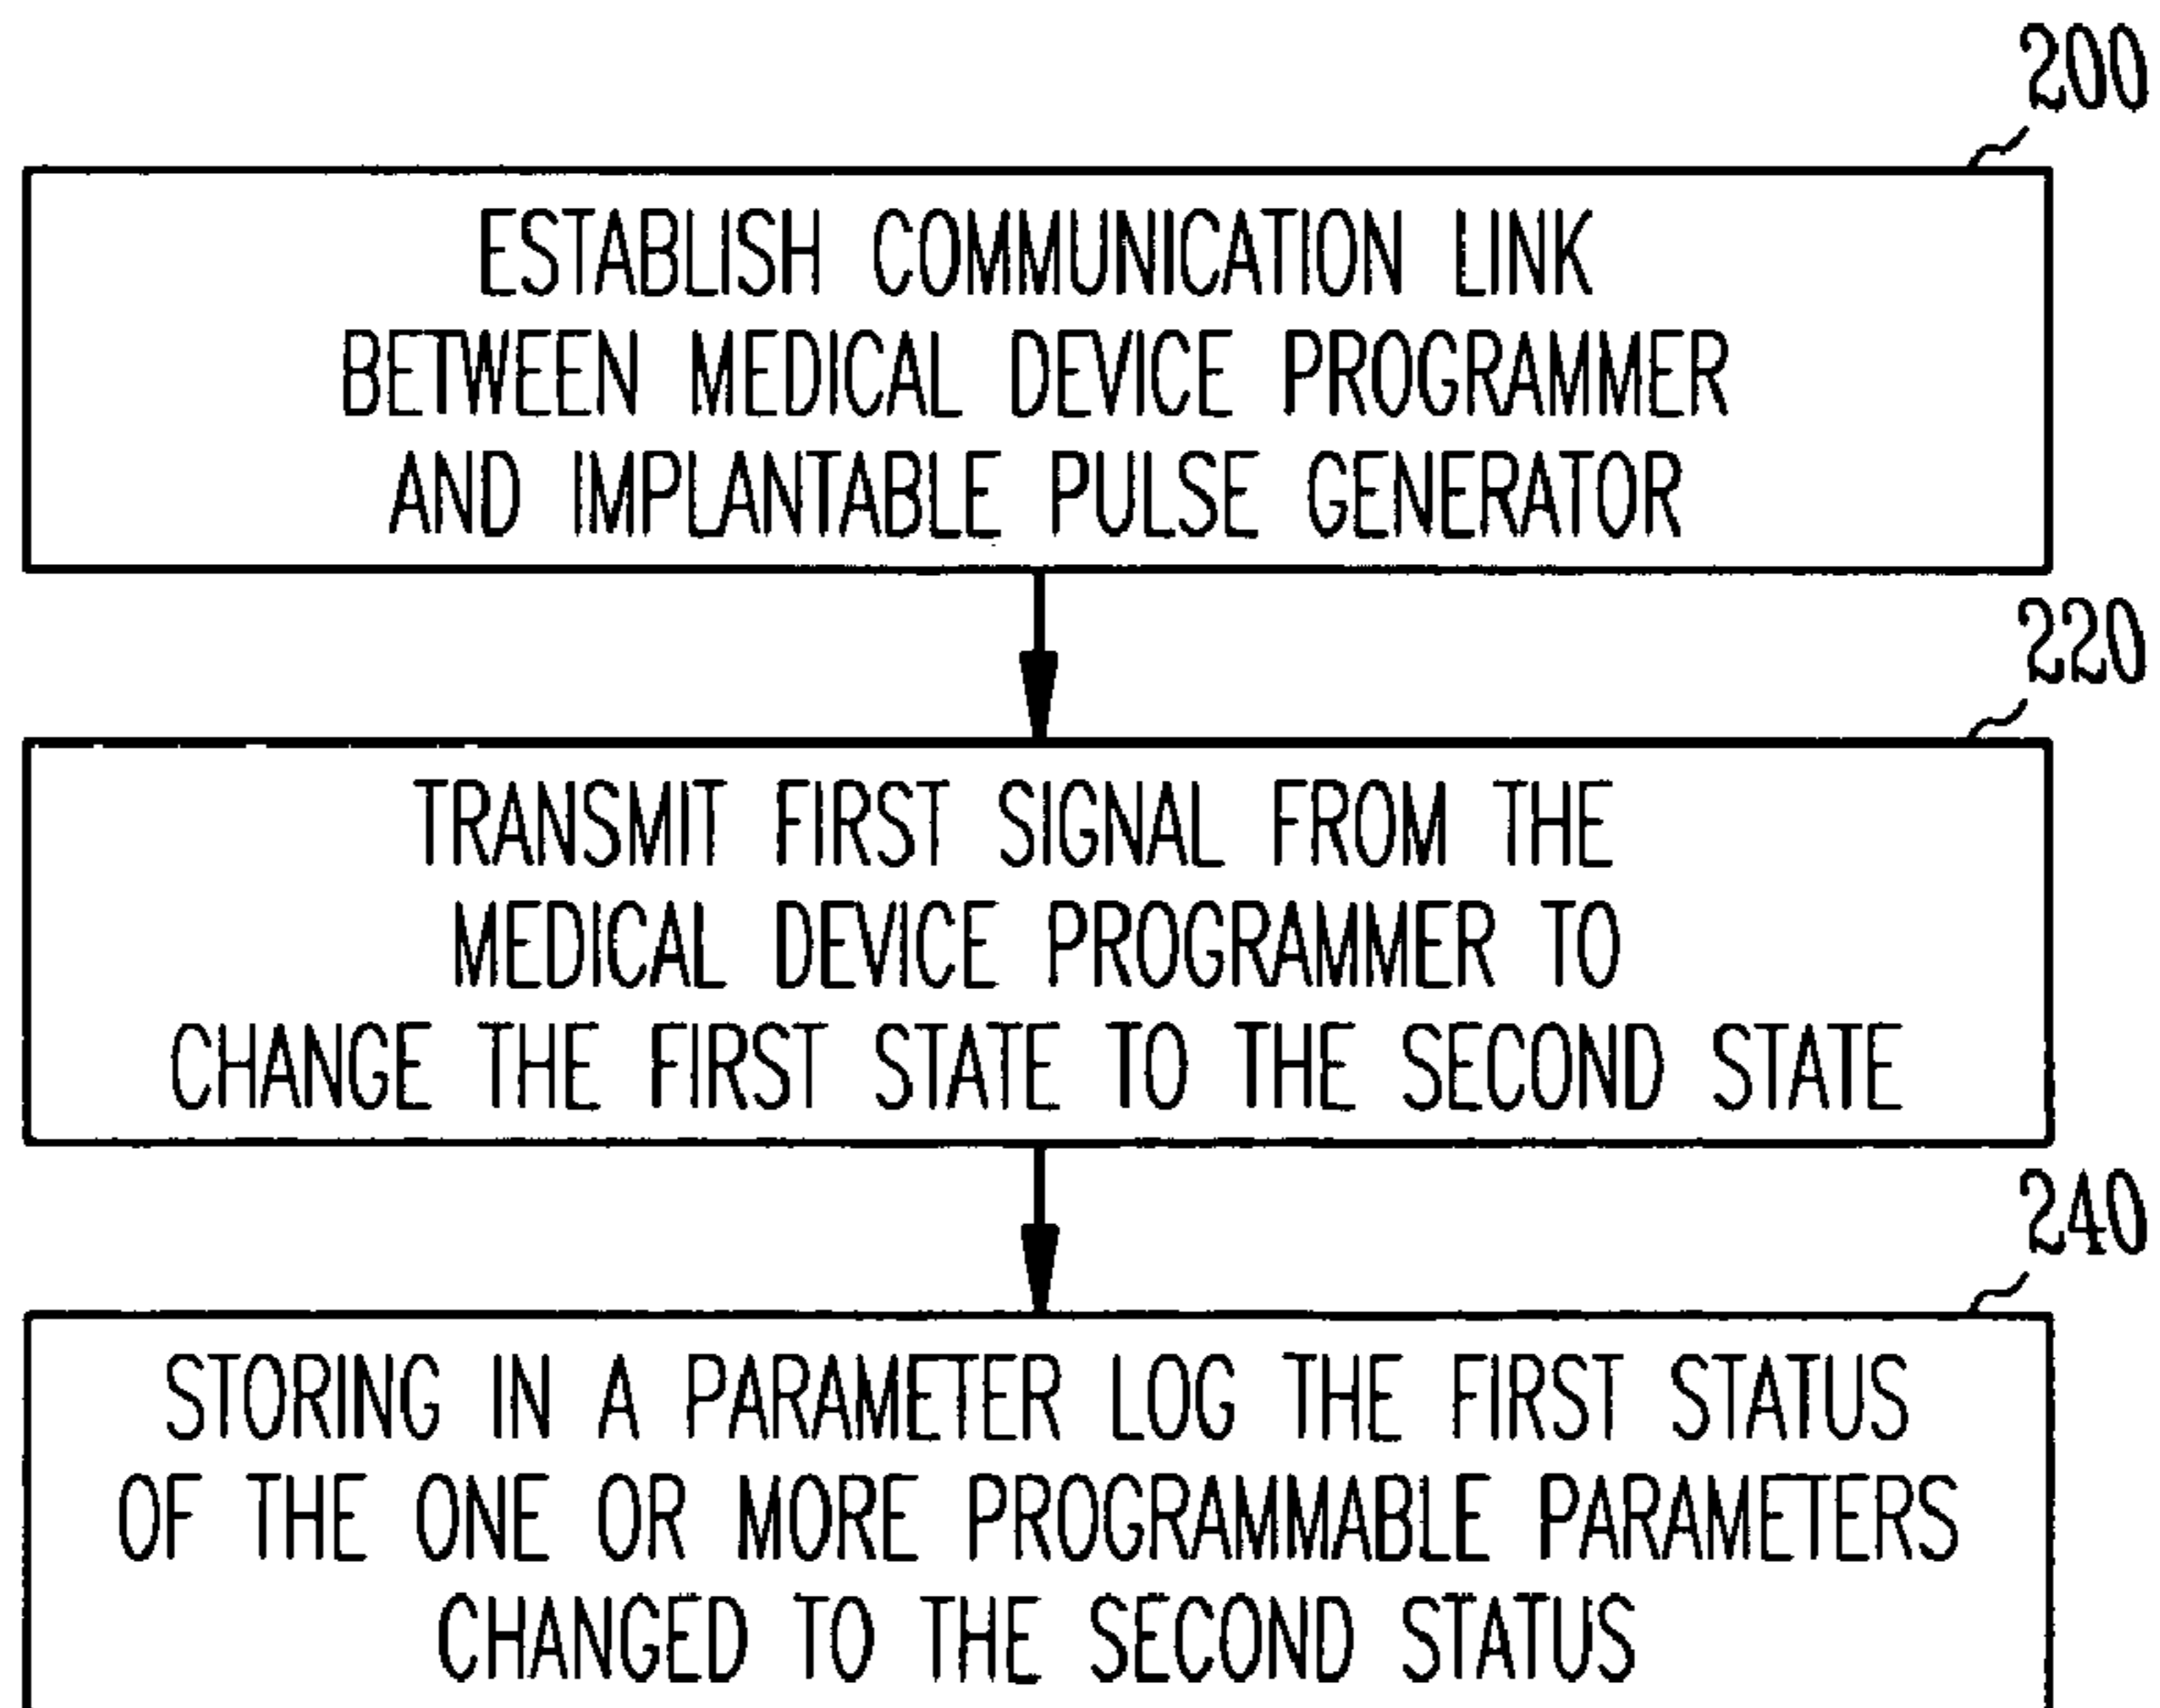 200
ESTABLISH COMMUNICATION LINK
BETWEEN MEDICAL DEVICE PROGRAMMER
AND IMPLANTABLE PULSE GENERATOR
220
TRANSMIT FIRST SIGNAL FROM THE
MEDICAL DEVICE PROGRAMMER TO
CHANGE THE FIRST STATE TO THE SECOND STATE
240
STORING IN A PARAMETER LOG THE FIRST STATUS
OF THE ONE OR MORE PROGRAMMABLE PARAMETERS
CHANGED TO THE SECOND STATUS